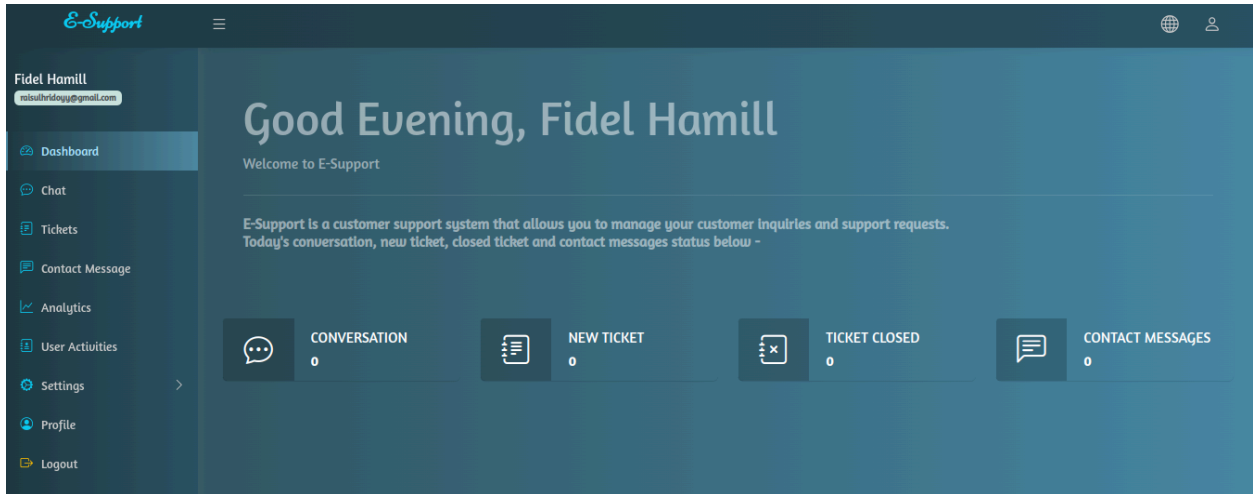 E-Support
Fidel Hamill
raisulhridoyy@gmail.com
Dashboard
Chat
Tickets
Contact Message
Analytics
User Activities
Settings
Profile
Logout
Good Evening, Fidel Hamill
Welcome to E-Support
E-Support is a customer support system that allows you to manage your customer inquiries and support requests.
Today's conversation, new ticket, closed ticket and contact messages status below -
CONVERSATION
0
NEW TICKET
0
TICKET CLOSED
0
CONTACT MESSAGES
0